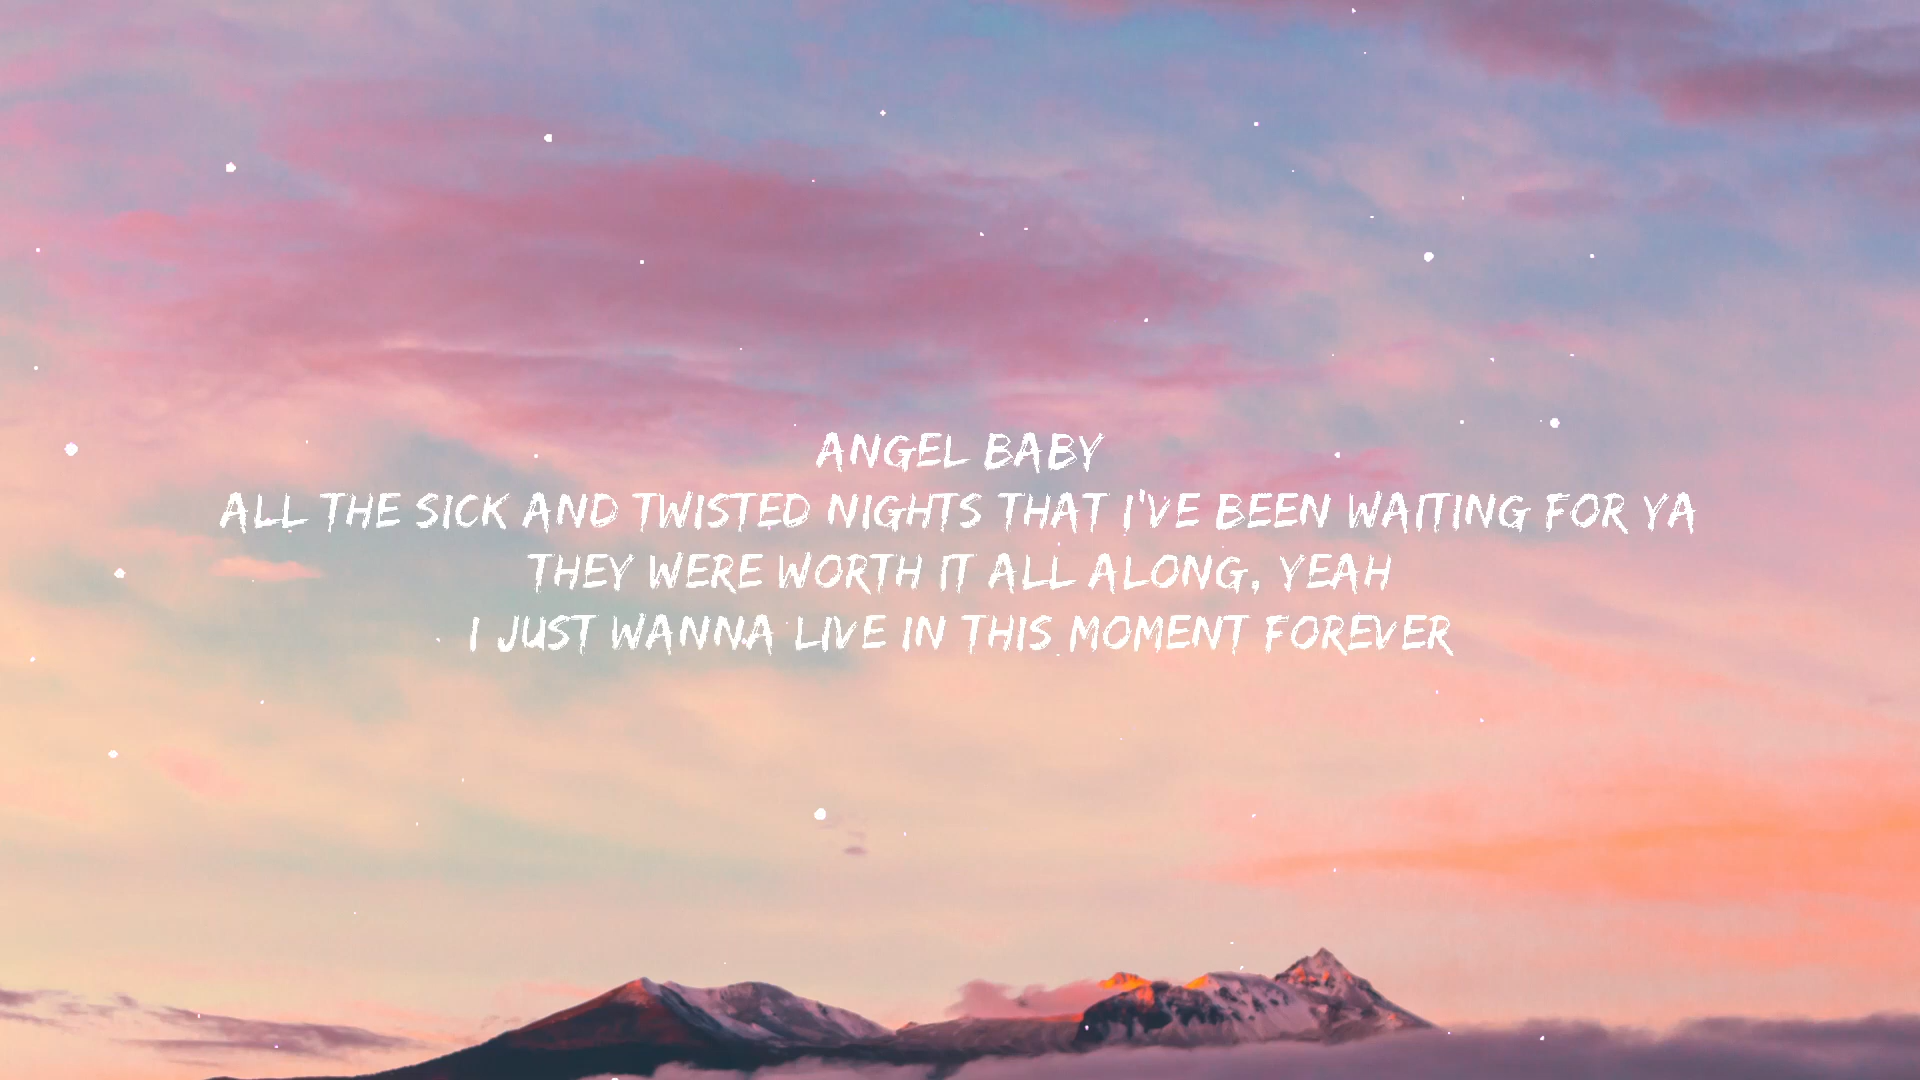 ANGEL BABY
ALL THE SICK AND TWISTED NIGHTS THAT I'VE BEEN WAITING FOR YA
THEY WERE WORTH IT ALL ALONG, YEAH
I JUST WANNA LIVE IN THIS MOMENT FOREVER